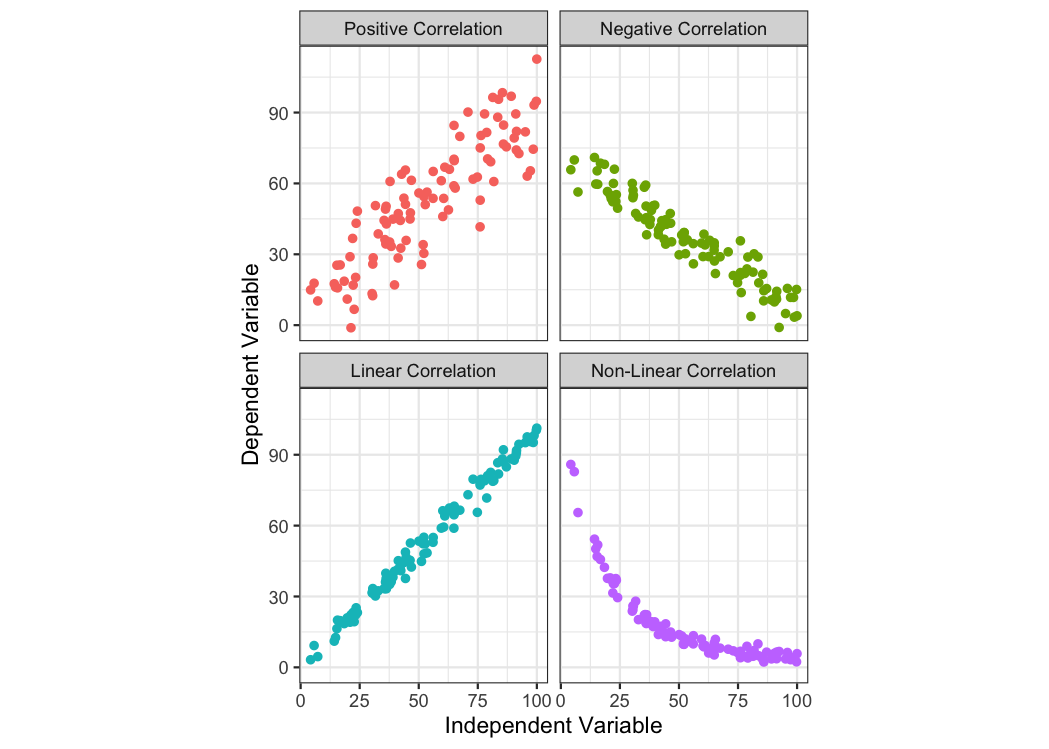 Positive Correlation
Negative Correlation
90
60
30
0
Dependent Variable
Linear Correlation
Non-Linear Correlation
90
60
30
0
0 25 50 75 100 0 25 50 75 100
Independent Variable